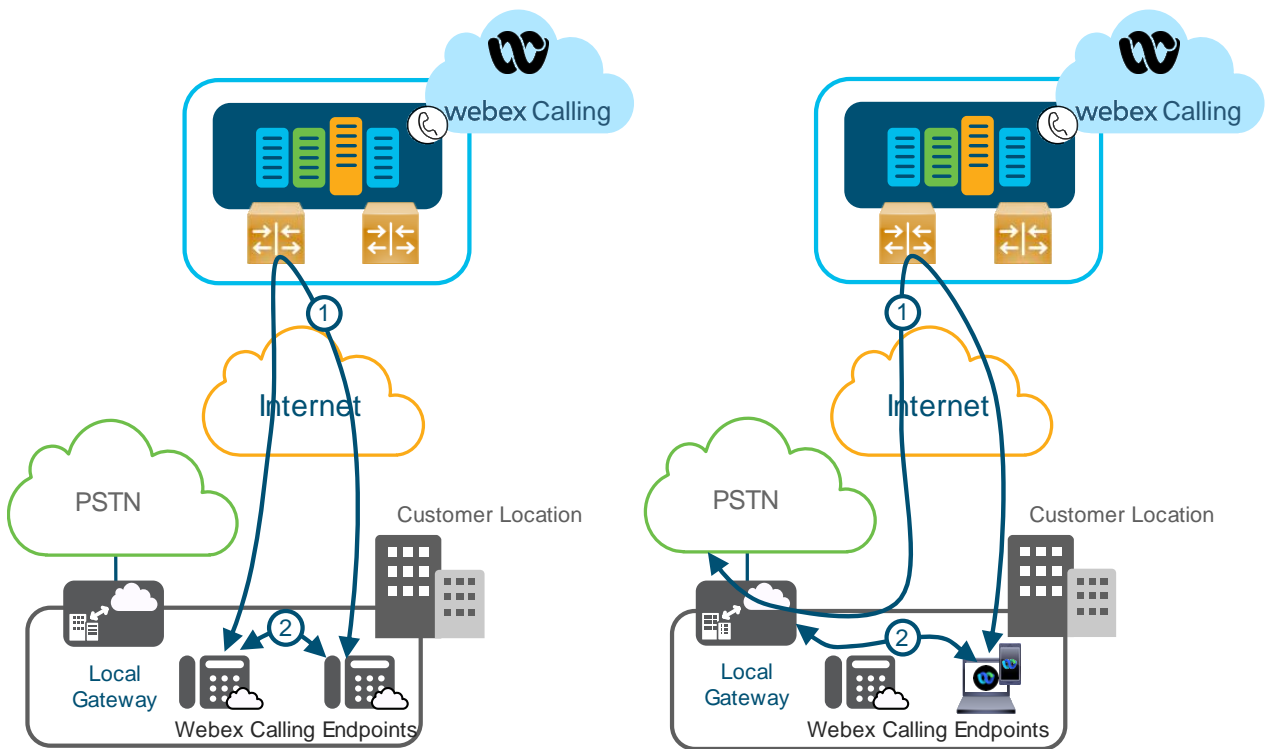 webex Calling
1
Internet
PSTN
Customer Location
2
Local
Gateway
Webex Calling Endpoints
webex Calling
1
Internet
PSTN
Customer Location
2
Local
Gateway
Webex Calling Endpoints